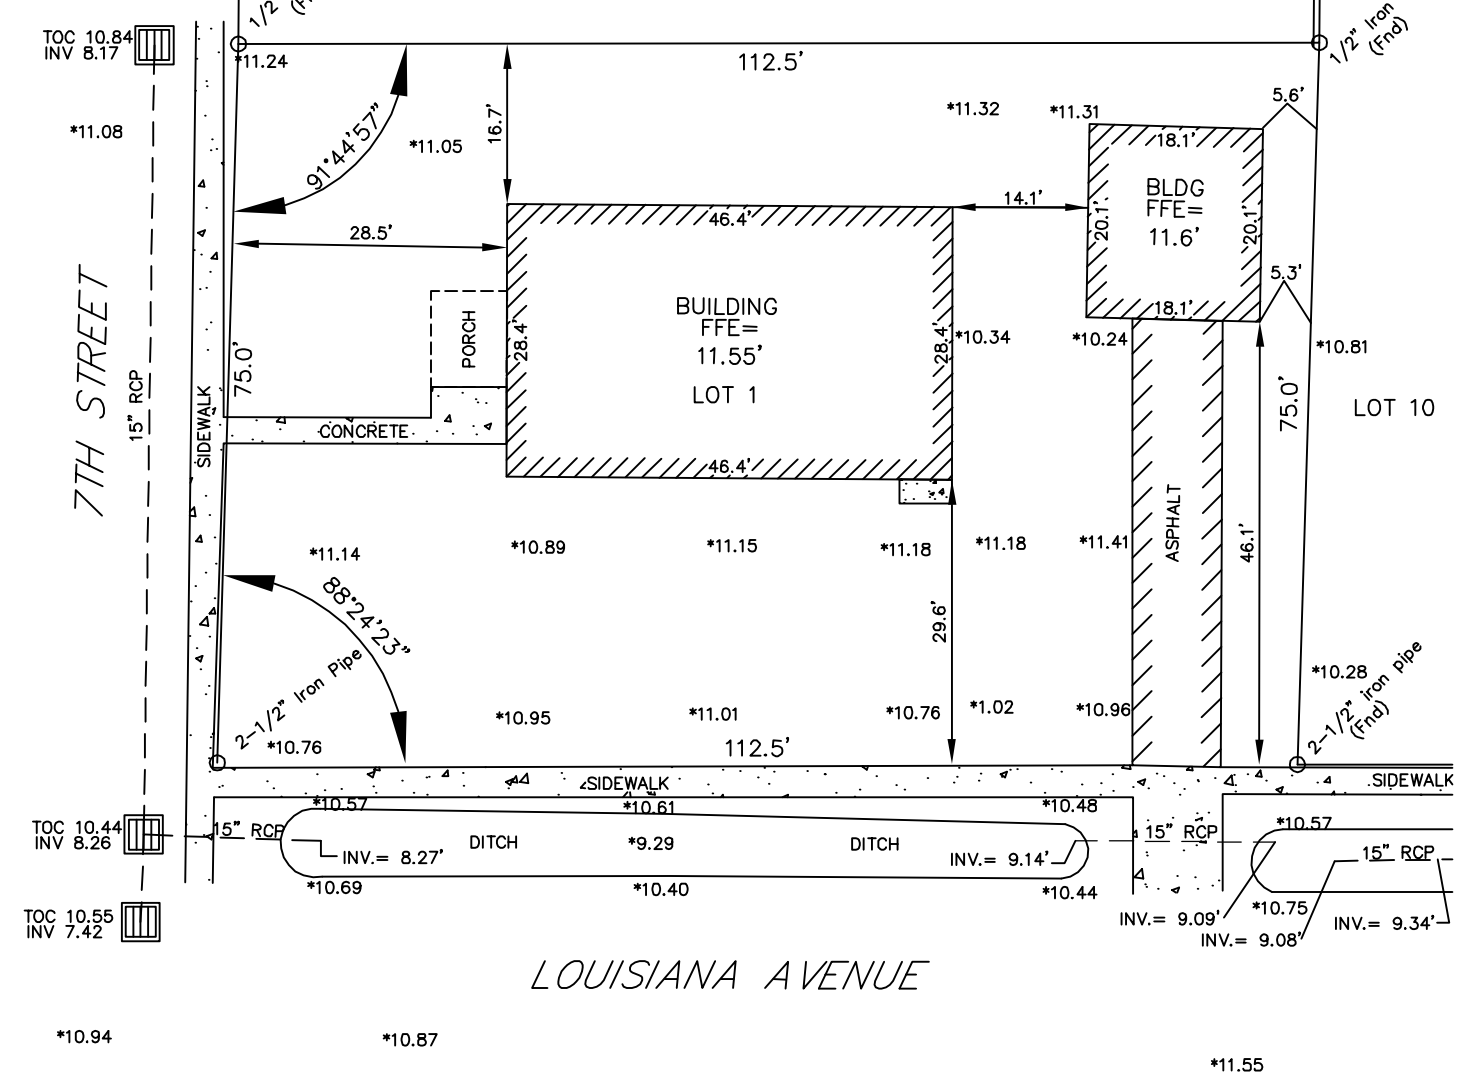 1/2"
1/2" Iron
(Fnd)
TOC 10.84
INV 8.17
*11.24
112.5'
*11.08
91°44'57"
*11.05
16.7'
*11.32
*11.31
5.6'
18.1'
BLDG
FFE=
11.6'
20.1'
20.1'
18.1'
14.1'
5.3'
28.5'
46.4'
BUILDING
FFE=
11.55'
LOT 1
28.4'
28.4'
46.4'
PORCH
*10.34
*10.24
*10.81
7TH STREET
15" RCP
SIDEWALK
75.0'
CONCRETE
75.0'
LOT 10
ASPHALT
46.1'
*11.14
*10.89
*11.15
*11.18
*11.18
*11.41
88°24'23"
29.6'
2-1/2" Iron Pipe
*10.76
*10.95
*11.01
*10.76
*1.02
*10.96
*10.28
2-1/2" iron pipe
(Fnd)
112.5'
SIDEWALK
SIDEWALK
*10.57
*10.61
*10.48
*10.57
TOC 10.44
INV 8.26
15" RCP
DITCH
*9.29
DITCH
15" RCP
15" RCP
INV.= 8.27'
INV.= 9.14'
*10.69
*10.40
*10.44
*10.75
TOC 10.55
INV 7.42
INV.= 9.09'
INV.= 9.08'
INV.= 9.34'
LOUISIANA AVENUE
*10.94
*10.87
*11.55